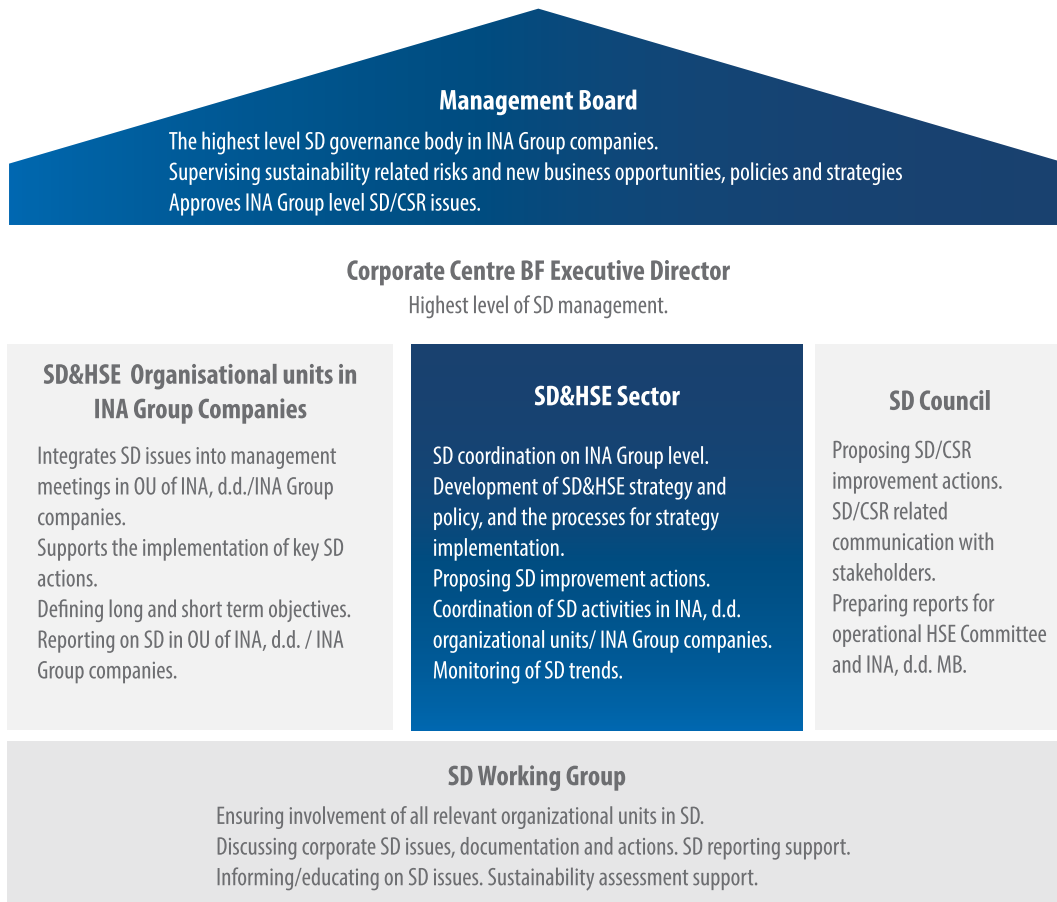 Management Board
The highest level SD governance body in INA Group companies.
Supervising sustainability related risks and new business opportunities, policies and strategies
Approves INA Group level SD/CSR issues.
Corporate Centre BF Executive Director
Highest level of SD management.
SD&HSE Organisational units in
INA Group Companies
Integrates SD issues into management
meetings in OU of INA, d.d./INA Group
companies.
Supports the implementation of key SD
actions.
Defining long and short term objectives.
Reporting on SD in OU of INA, d.d. / INA
Group companies.
SD&HSE Sector
SD coordination on INA Group level.
Development of SD&HSE strategy and
policy, and the processes for strategy
implementation.
Proposing SD improvement actions.
Coordination of SD activities in INA, d.d.
organizational units/ INA Group companies.
Monitoring of SD trends.
SD Council
Proposing SD/CSR
improvement actions.
SD/CSR related
communication with
stakeholders.
Preparing reports for
operational HSE Committee
and INA, d.d. MB.
SD Working Group
Ensuring involvement of all relevant organizational units in SD.
Discussing corporate SD issues, documentation and actions. SD reporting support.
Informing/educating on SD issues. Sustainability assessment support.